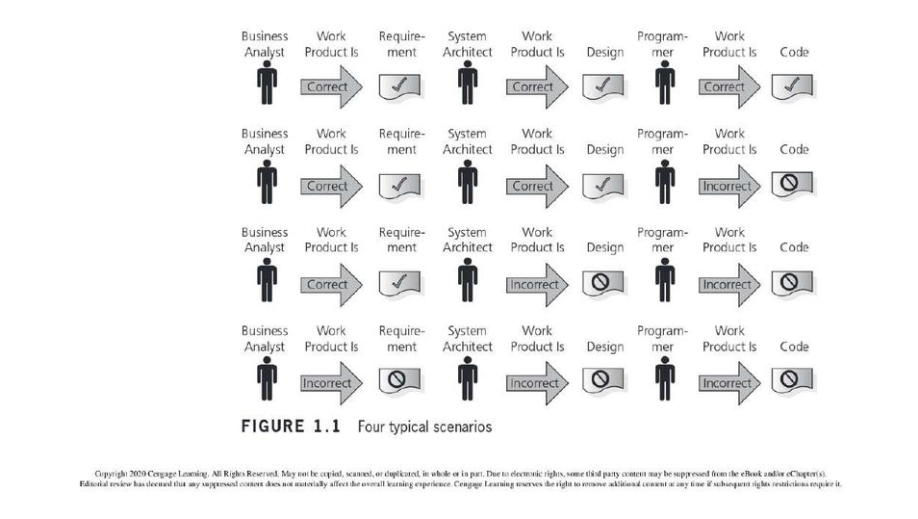 Business Work Require- System Work Program- Work
Analyst Product Is ment Architect Product Is Design mer Product Is Code
Correct Correct Correct
Business Work Require- System Work Program- Work
Analyst Product Is ment Architect Product Is Design mer Product Is Code
Correct Correct Incorrect
Business Work Require- System Work Program- Work
Analyst Product Is ment Architect Product Is Design mer Product Is Code
Correct Incorrect Incorrect
Business Work Require- System Work Program- Work
Analyst Product Is ment Architect Product Is Design mer Product Is Code
Incorrect Incorrect Incorrect
FIGURE 1.1 Four typical scenarios
Copyright 2020 Cengage Learning. All Rights Reserved. May not be copied, scanned, or duplicated, in whole or in part. Due to electronic rights, some third party content may be suppressed from the eBook and/or eChapter(s).
Editorial review has deemed that any suppressed content does not materially affect the overall learning experience. Cengage Learning reserves the right to remove additional content at any time if subsequent rights restrictions require it.